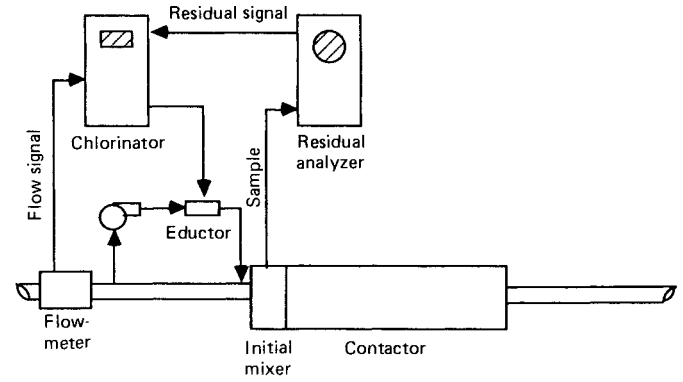 Residual signal
Chlorinator
Residual
analyzer
Flow signal
Sample
Eductor
Flow-
meter
Initial
mixer
Contactor